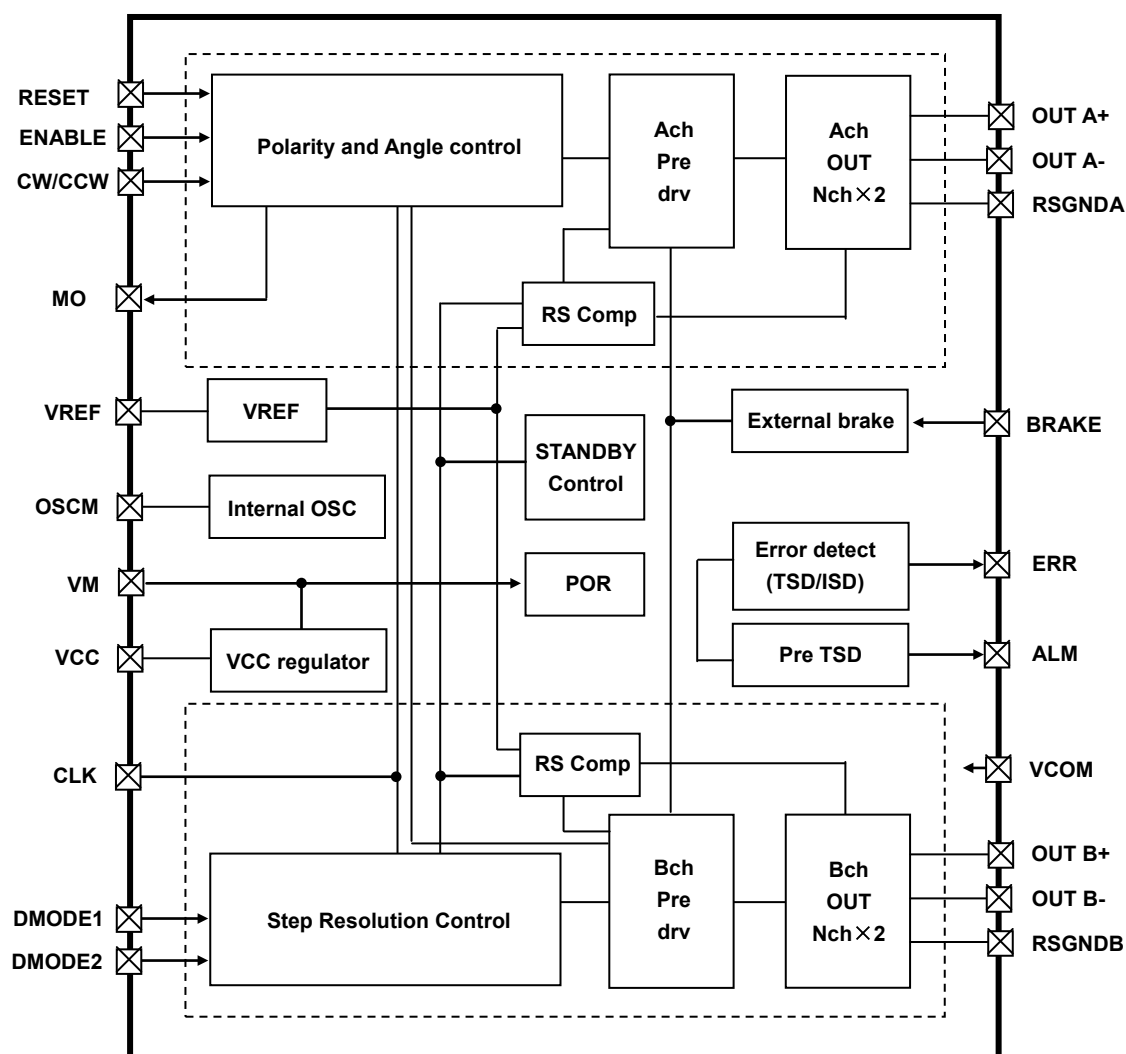 RESET
ENABLE
CW/CCW
MO
VREF
OSCM
VM
VCC
CLK
DMODE1
DMODE2
Polarity and Angle control
Ach
Pre
drv
Ach
OUT
Nch×2
RS Comp
VREF
Internal OSC
VCC regulator
STANDBY
Control
POR
External brake
Error detect
(TSD/ISD)
Pre TSD
RS Comp
Step Resolution Control
Bch
Pre
drv
Bch
OUT
Nch×2
OUT A+
OUT A-
RSGNDA
BRAKE
ERR
ALM
VCOM
OUT B+
OUT B-
RSGNDB